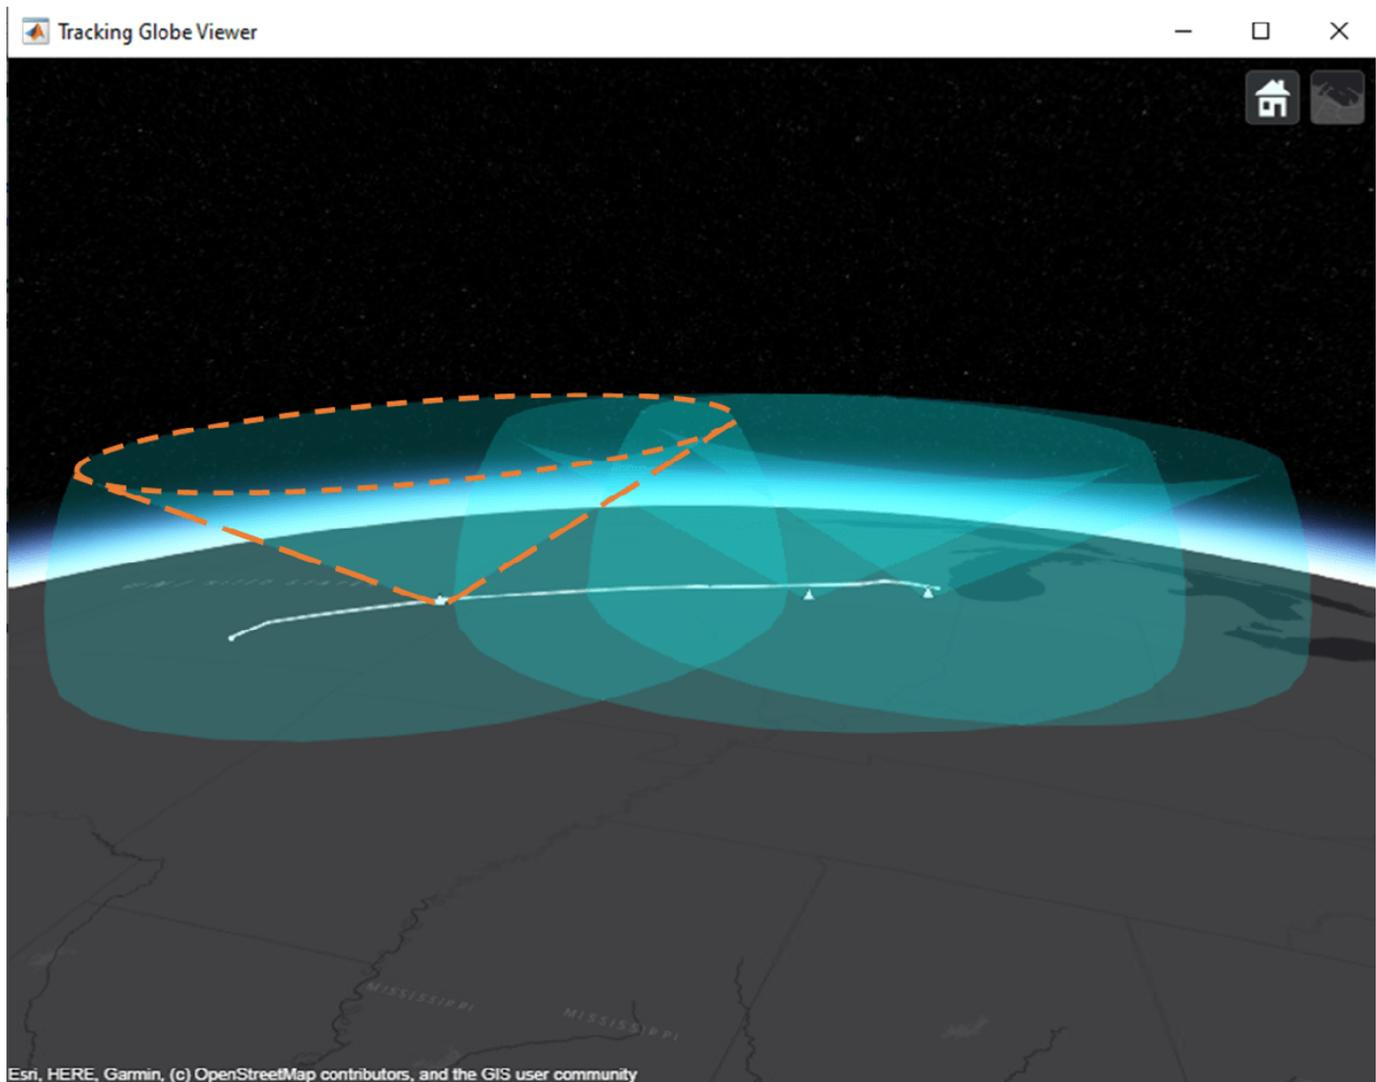 Tracking Globe Viewer
MISSISSIPPI
MISSISSIPPI
Esri, HERE, Garmin, (c) OpenStreetMap contributors, and the GIS user community